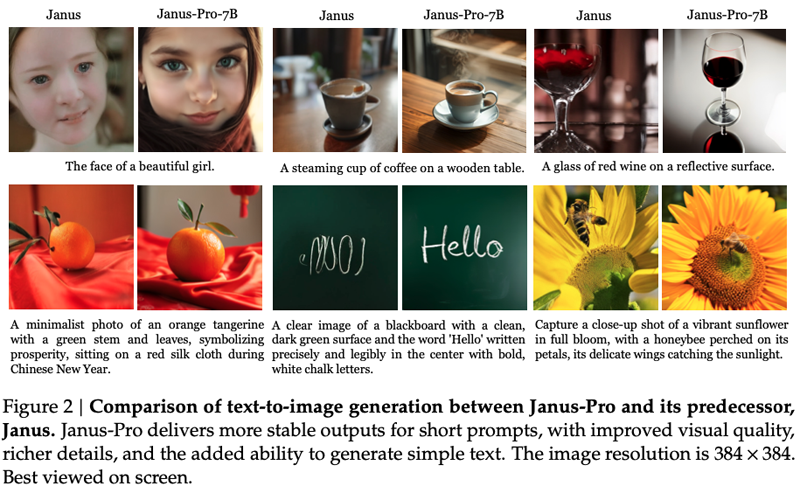 Janus Janus-Pro-7B Janus Janus-Pro-7B Janus Janus-Pro-7B
The face of a beautiful girl.
A steaming cup of coffee on a wooden table.
A glass of red wine on a reflective surface.
Hello
A minimalist photo of an orange tangerine
with a green stem and leaves, symbolizing
prosperity, sitting on a red silk cloth during
Chinese New Year.
A clear image of a blackboard with a clean,
dark green surface and the word 'Hello' written
precisely and legibly in the center with bold,
white chalk letters.
Capture a close-up shot of a vibrant sunflower
in full bloom, with a honeybee perched on its
petals, its delicate wings catching the sunlight.
Figure 2 | Comparison of text-to-image generation between Janus-Pro and its predecessor,
Janus. Janus-Pro delivers more stable outputs for short prompts, with improved visual quality,
richer details, and the added ability to generate simple text. The image resolution is 384 × 384.
Best viewed on screen.